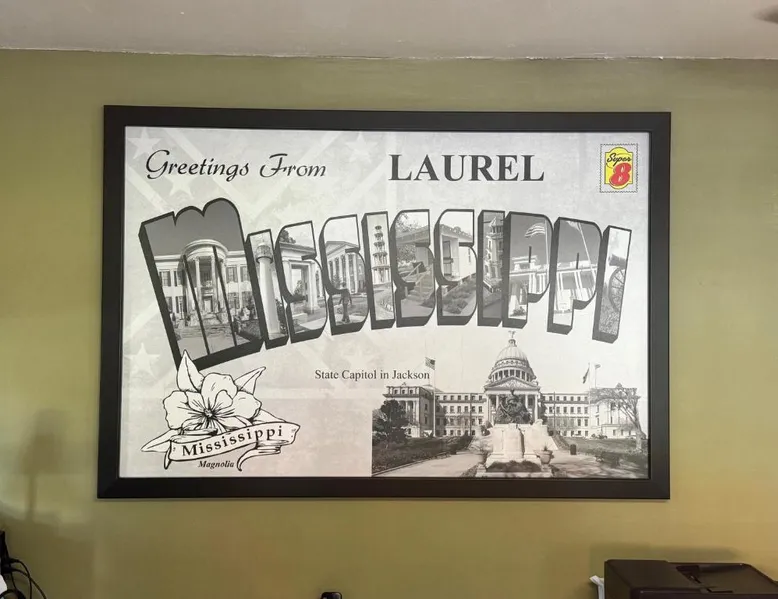 Greetings From LAUREL
Super
8
MISSISSIPPI
State Capitol in Jackson
Mississippi
Magnolia